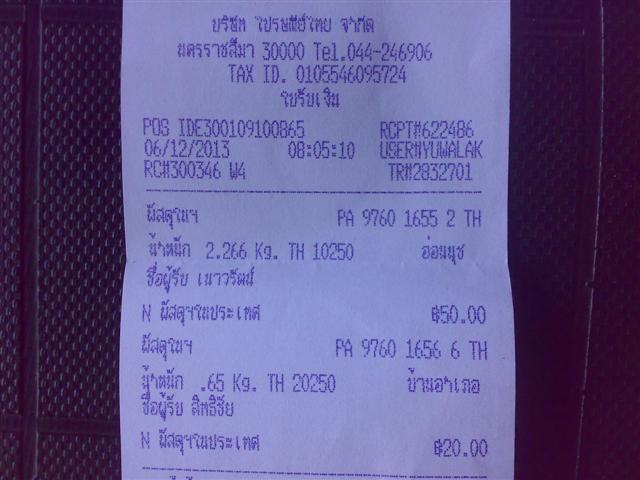 บริษัท ไปรษณีย์ไทย จำกัด
นครราชสีมา 30000 Tel.044-246906
TAX ID. 0105546095724
ใบรับเงิน
POS IDE300109100865 RCPT#622486
06/12/2013 08:05:10 USER#YUWALAK
RC#300346 W4 TR#2832701
พัสดุในฯ PA 9760 1655 2 TH
น้ำหนัก 2.266 Kg. TH 10250 อ่อนนุช
ชื่อผู้รับ เนาวรัตน์
N พัสดุฯในประเทศ ฿50.00
พัสดุในฯ PA 9760 1656 6 TH
น้ำหนัก .65 Kg. TH 20250 บ้านอำเภอ
ชื่อผู้รับ สิทธิชัย
N พัสดุฯในประเทศ ฿20.00